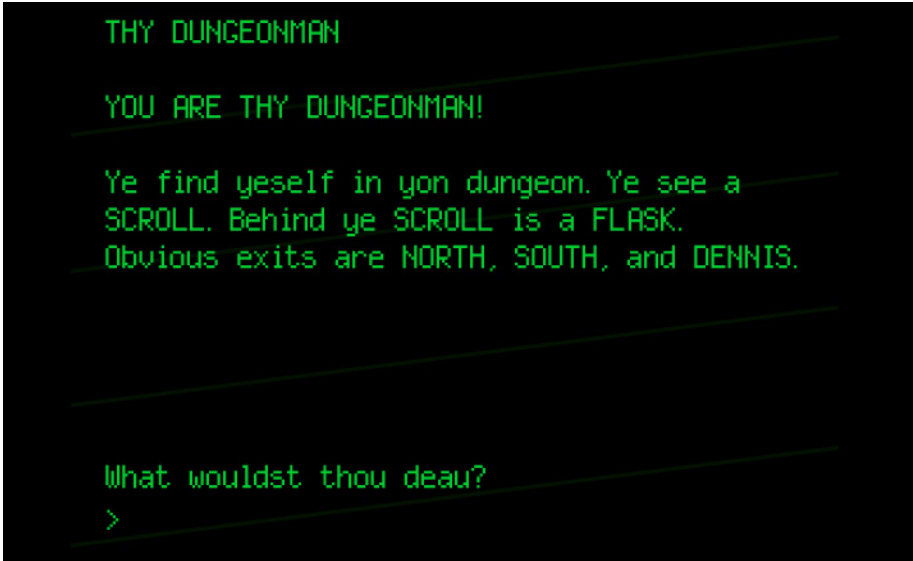 THY DUNGEONMAN
YOU ARE THY DUNGEONMAN!
Ye find yeself in yon dungeon. Ye see a
SCROLL. Behind ye SCROLL is a FLASK.
Obvious exits are NORTH, SOUTH, and DENNIS.
What wouldst thou deau?
>